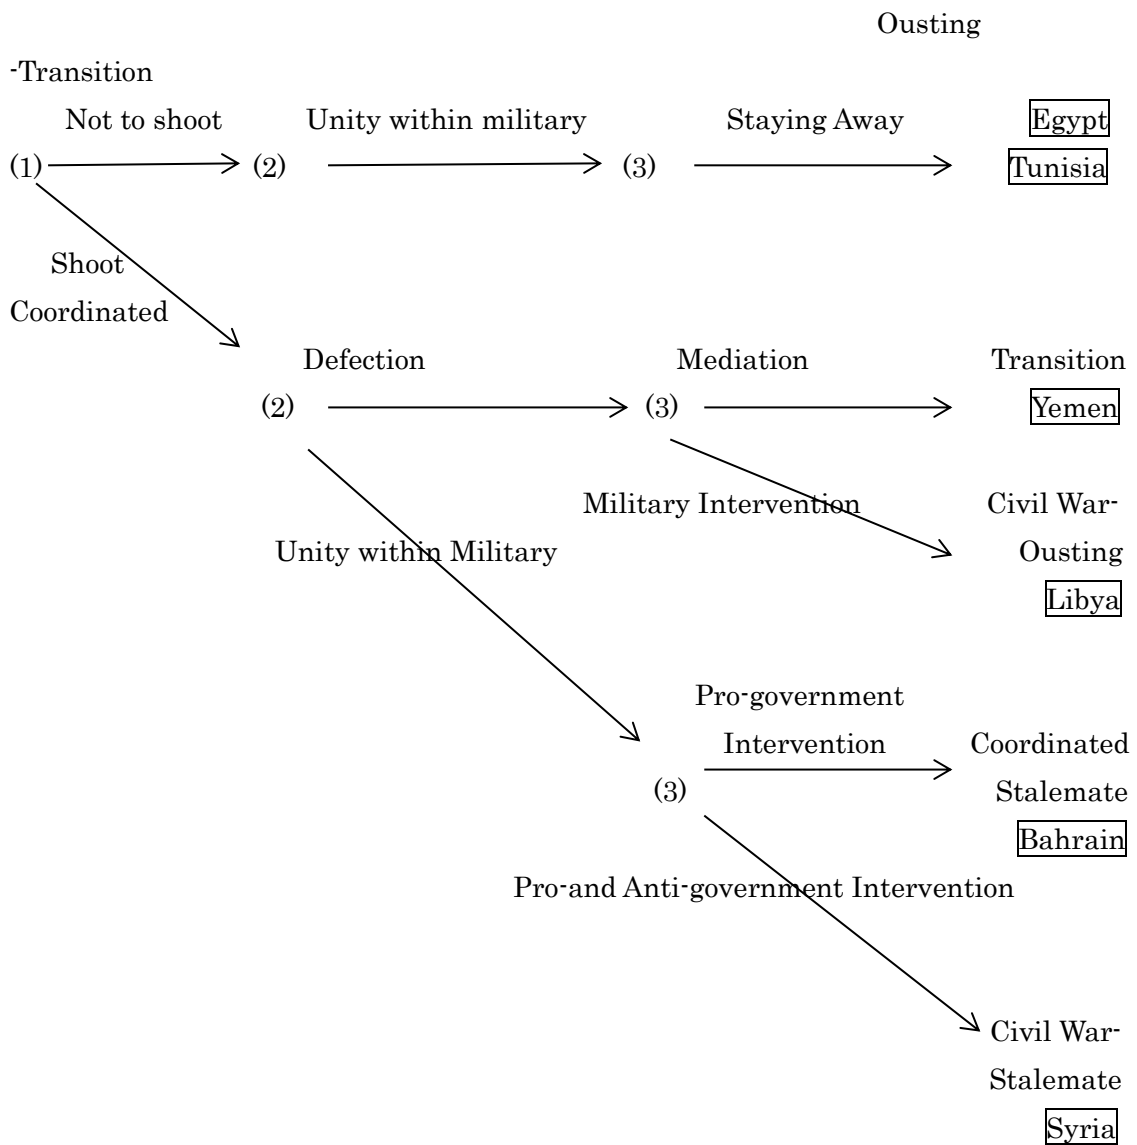 Ousting
-Transition
Not to shoot Unity within military Staying Away Egypt
(1) (2) (3) Tunisia
Shoot
Coordinated
Defection Mediation Transition
(2) (3) Yemen
Military Intervention Civil War-
Unity within Military Ousting
Libya
Pro-government
Intervention Coordinated
(3) Stalemate
Bahrain
Pro-and Anti-government Intervention
Civil War-
Stalemate
Syria